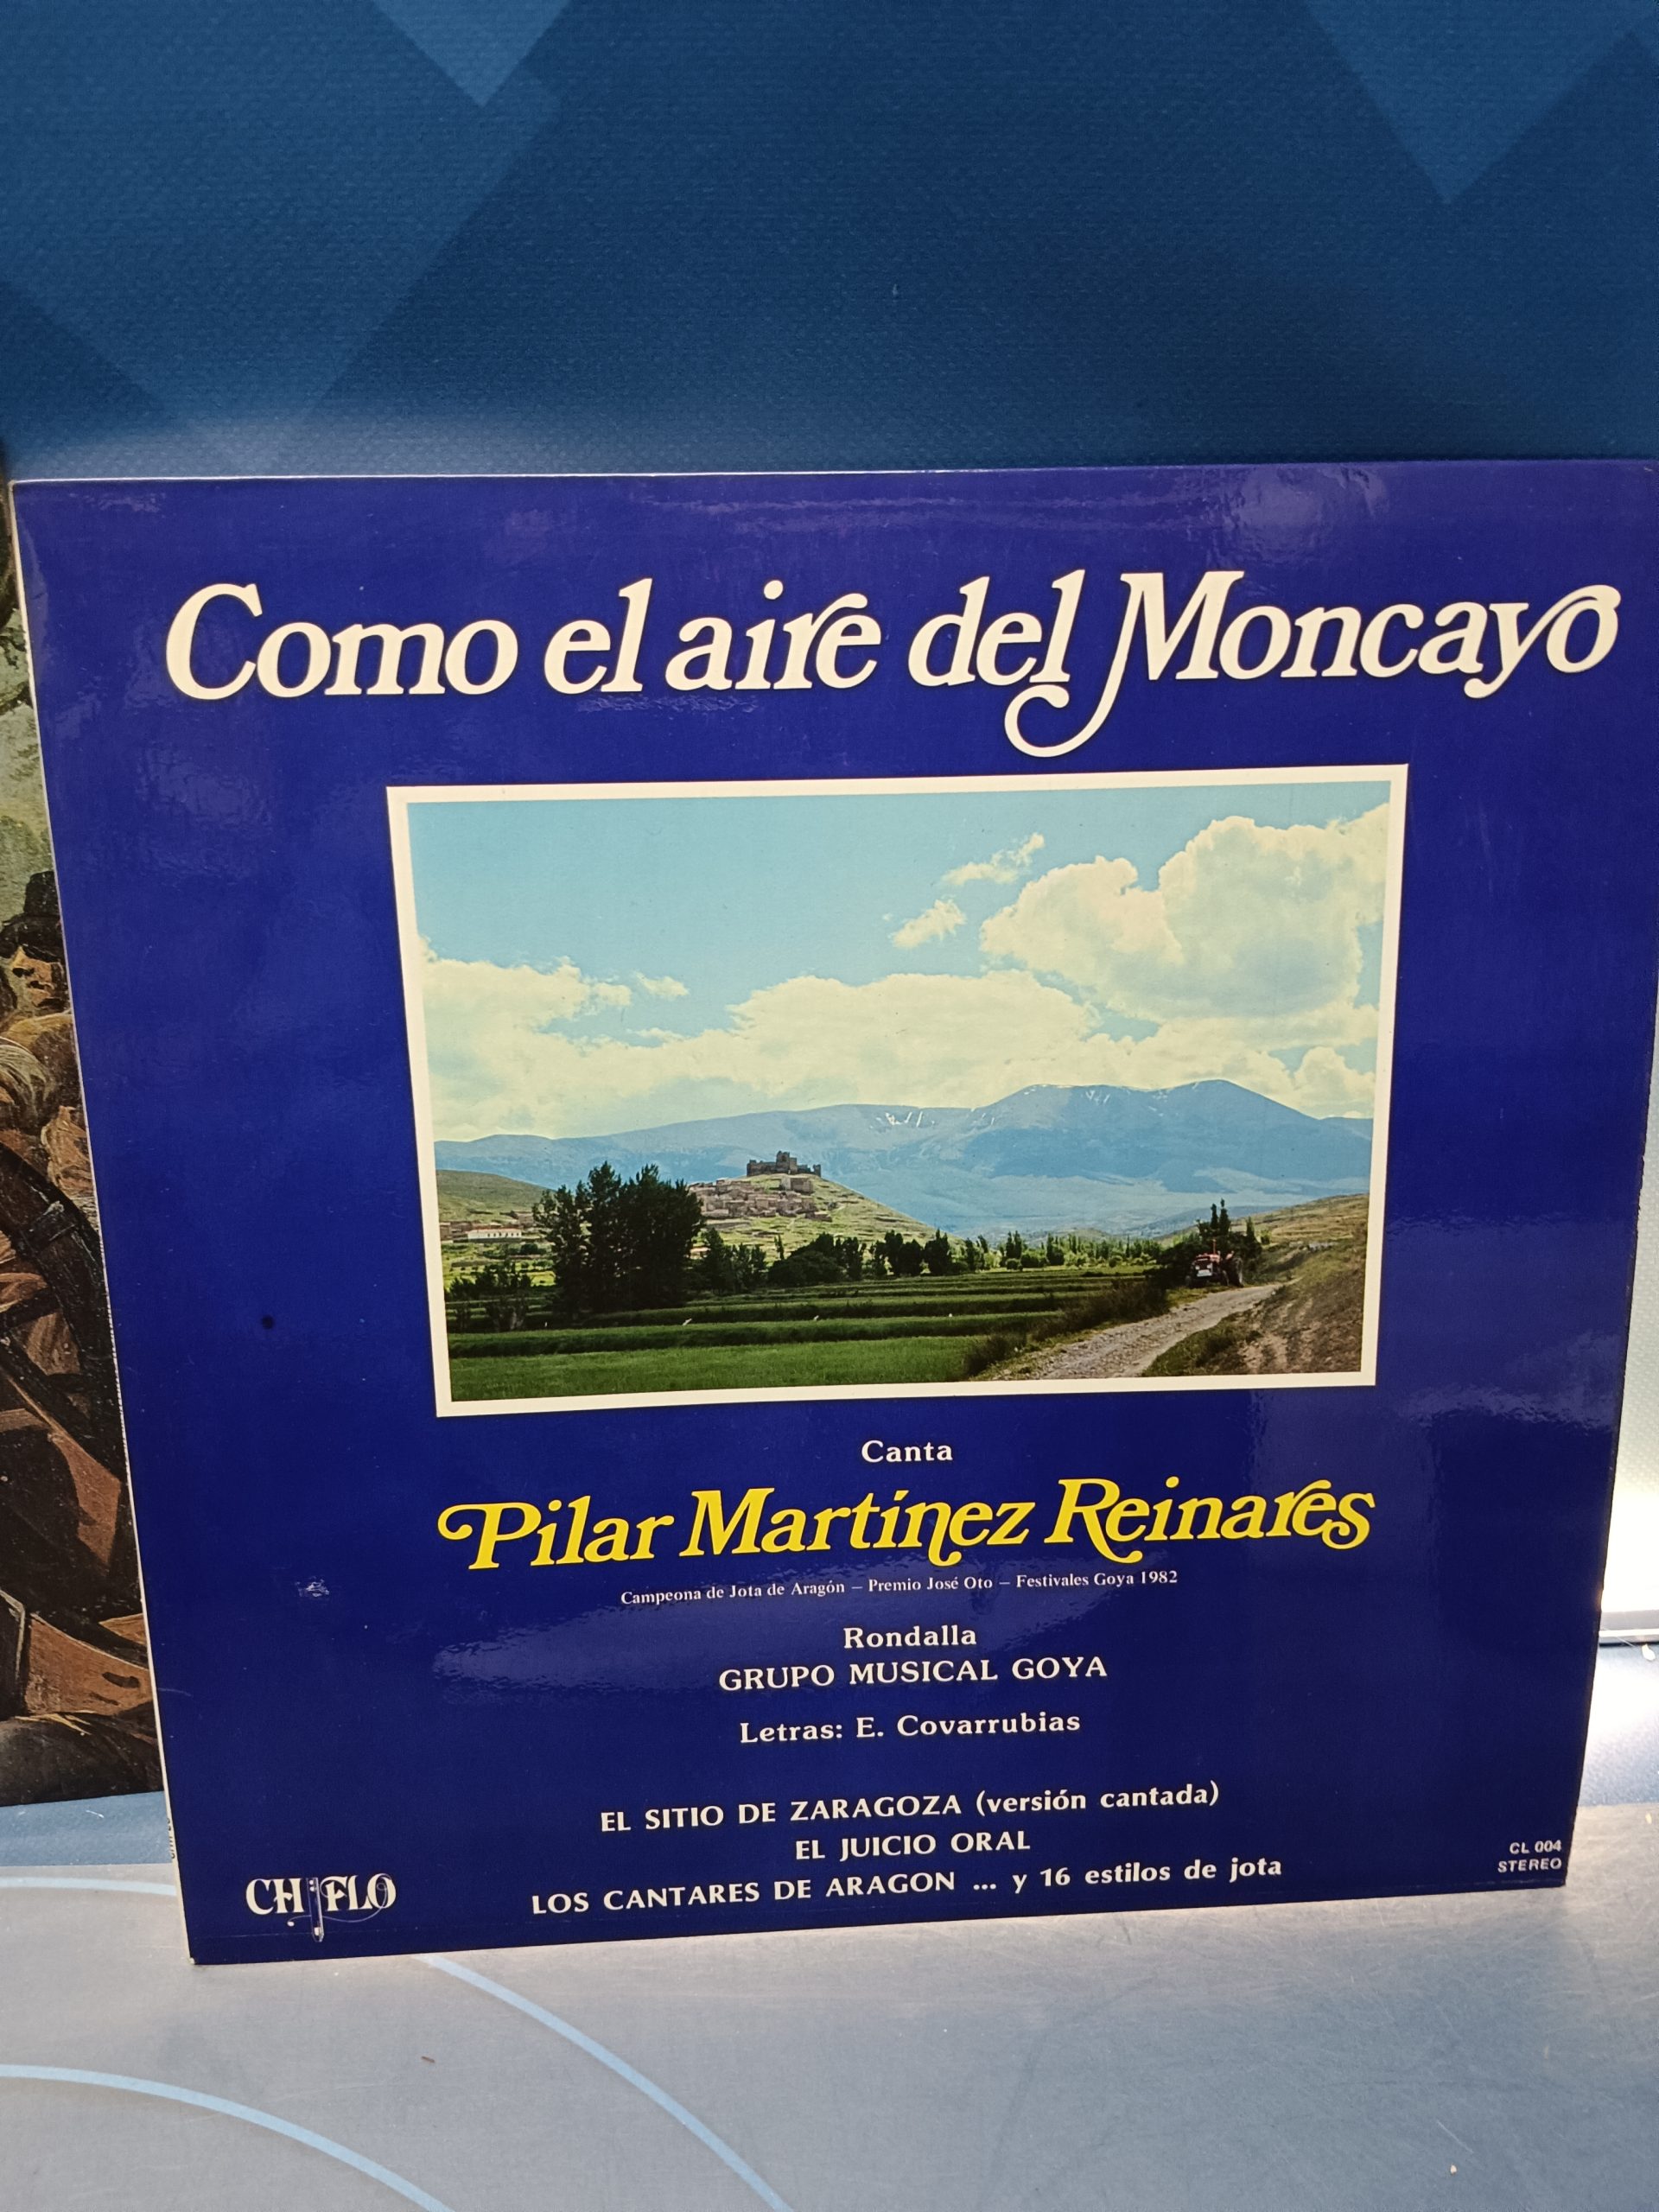 Como el aire del Moncayo
Canta
Pilar Martínez Reinares
Campeona de Jota de Aragón – Premio José Oto – Festivales Goya 1982
Rondalla
GRUPO MUSICAL GOYA
Letras: E. Covarrubias
EL SITIO DE ZARAGOZA (versión cantada)
EL JUICIO ORAL
LOS CANTARES DE ARAGON ... y 16 estilos de jota
CHIFLO
CL 004
STEREO